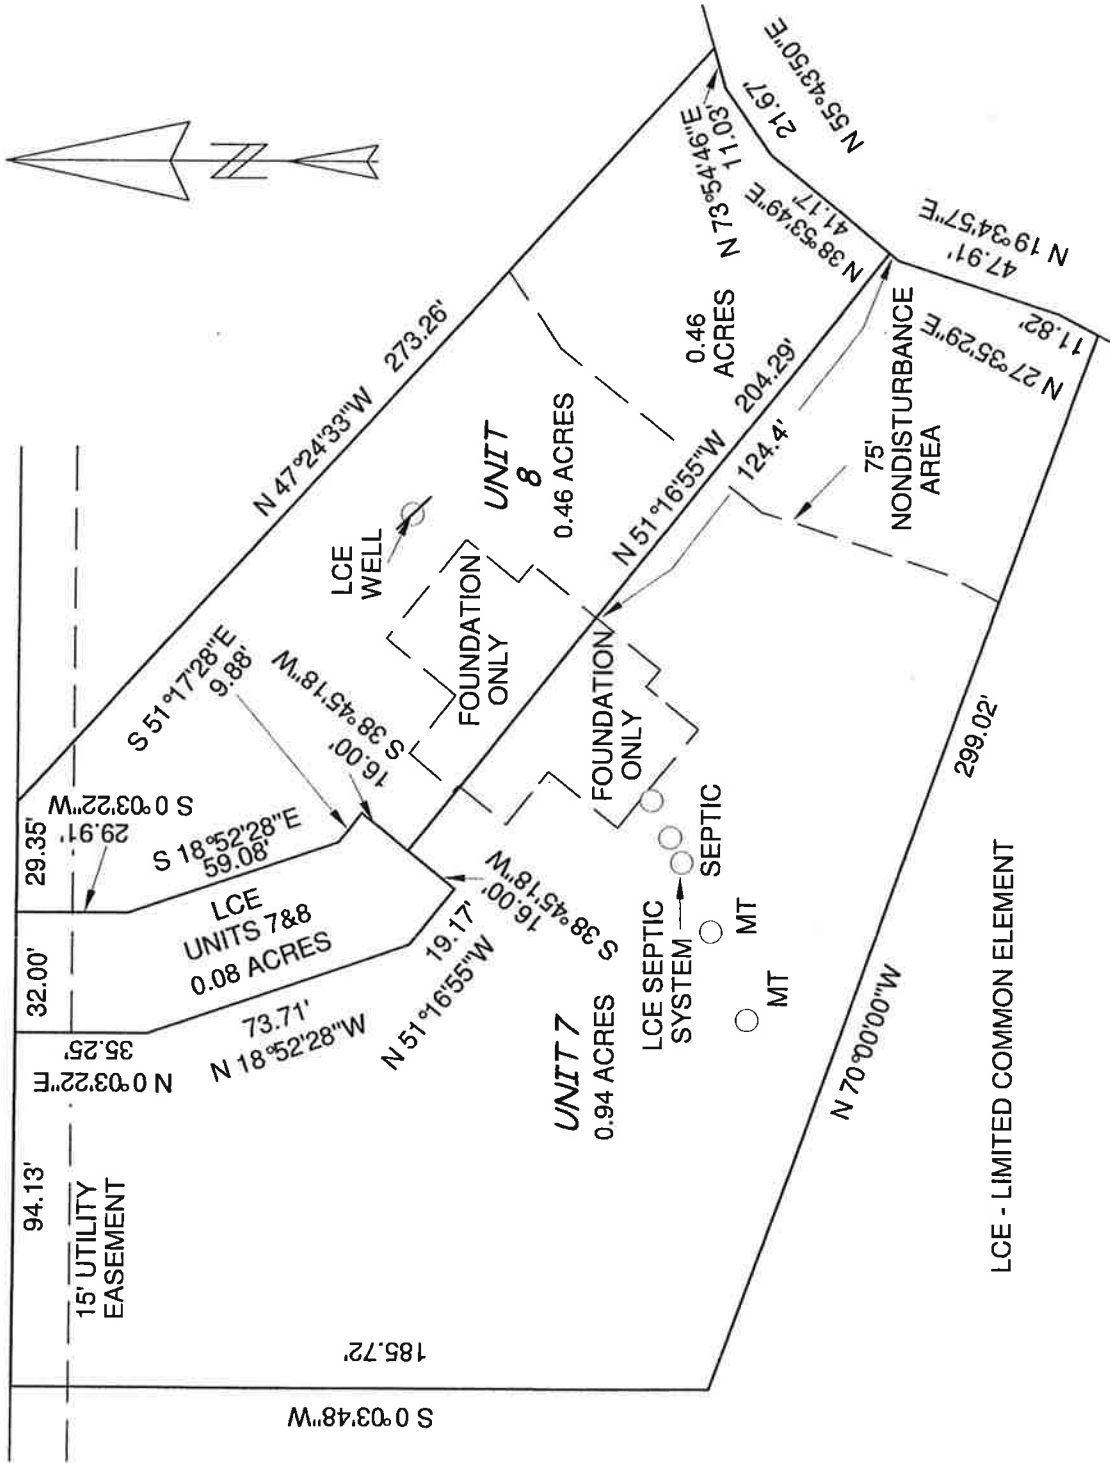 N
N 55°43'50"E
21.67'
N 73°54'46"E
11.03'
N 38°53'49"E
41.17'
N 19°34'57"E
47.91'
N 27°35'29"E
11.82'
N 47°24'33"W 273.26'
0.46
ACRES
UNIT
8
0.46 ACRES
LCE
WELL
FOUNDATION
ONLY
N 51°16'55"W 204.29'
124.4'
75'
NONDISTURBANCE
AREA
S 51°17'28"E
9.88'
S 38°45'18"W
16.00'
S 0°03'22"W
29.91'
29.35'
S 18°52'28"E
59.08'
LCE
UNITS 7&8
0.08 ACRES
32.00'
N 0°03'22"E
35.25'
73.71'
N 18°52'28"W
19.17'
N 51°16'55"W
S 38°45'18"W
16.00'
FOUNDATION
ONLY
SEPTIC
LCE SEPTIC
SYSTEM
MT
MT
UNIT 7
0.94 ACRES
94.13'
15' UTILITY
EASEMENT
185.72'
S 0°03'48"W
299.02'
N 70°00'00"W
LCE - LIMITED COMMON ELEMENT